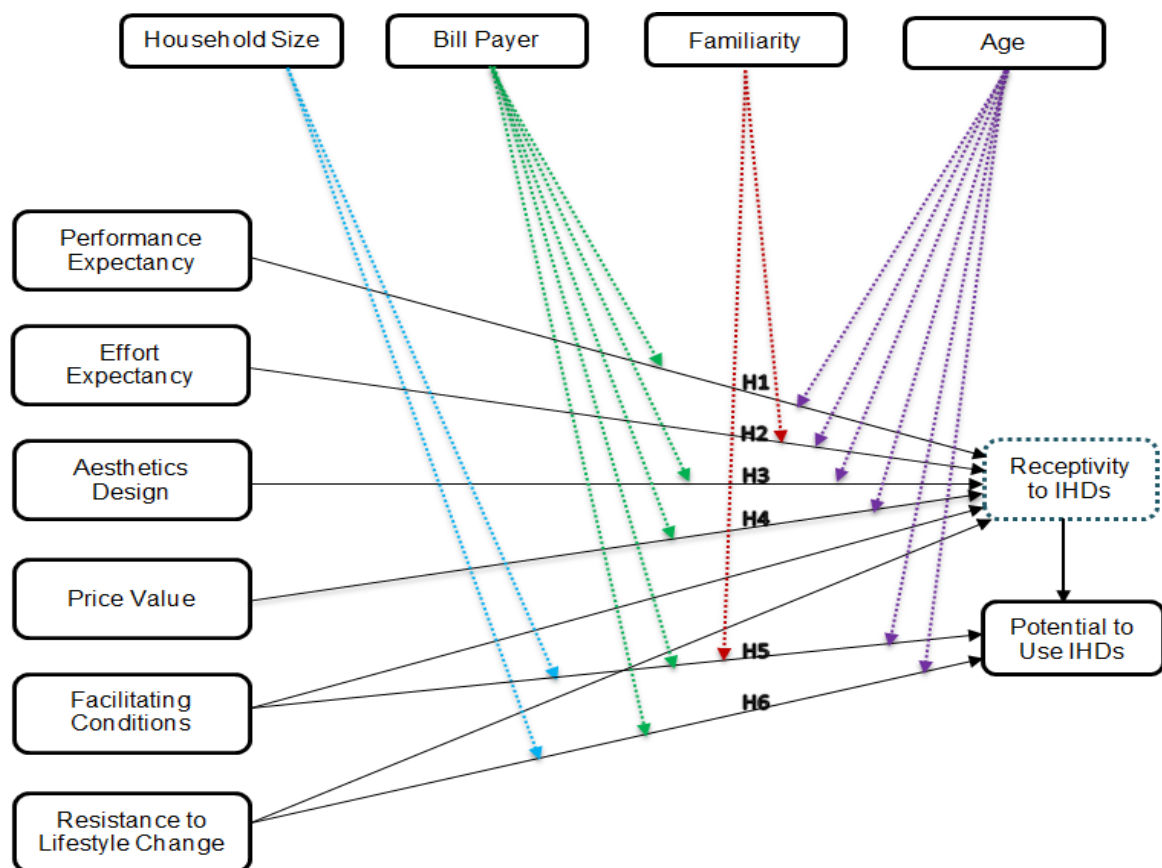 Household Size
Bill Payer
Familiarity
Age
Performance
Expectancy
Effort
Expectancy
Aesthetics
Design
Price Value
Facilitating
Conditions
Resistance to
Lifestyle Change
H1
H2
H3
H4
H5
H6
Receptivity
to IHDs
Potential to
Use IHDs